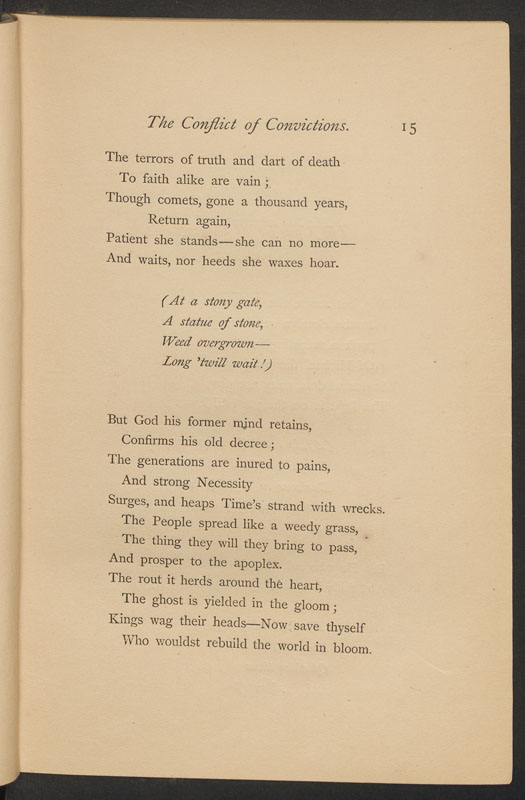 The Conflict of Convictions. 15
The terrors of truth and dart of death
To faith alike are vain ;
Though comets, gone a thousand years,
Return again,
Patient she stands—she can no more—
And waits, nor heeds she waxes hoar.
(At a stony gate,
A statue of stone,
Weed overgrown—
Long 'twill wait!)
But God his former mind retains,
Confirms his old decree ;
The generations are inured to pains,
And strong Necessity
Surges, and heaps Time's strand with wrecks.
The People spread like a weedy grass,
The thing they will they bring to pass,
And prosper to the apoplex.
The rout it herds around the heart,
The ghost is yielded in the gloom ;
Kings wag their heads—Now save thyself
Who wouldst rebuild the world in bloom.